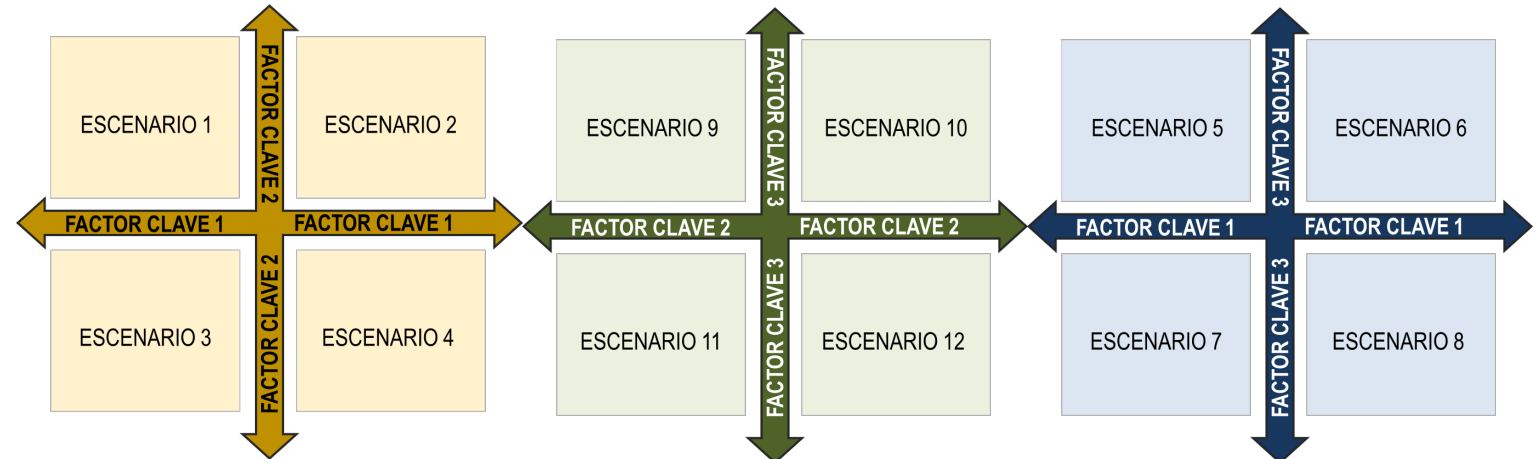 ESCENARIO 1
FACTOR CLAVE 2
ESCENARIO 2
FACTOR CLAVE 1
FACTOR CLAVE 1
ESCENARIO 3
FACTOR CLAVE 2
ESCENARIO 4
ESCENARIO 9
FACTOR CLAVE 3
ESCENARIO 10
FACTOR CLAVE 2
FACTOR CLAVE 2
ESCENARIO 11
FACTOR CLAVE 3
ESCENARIO 12
ESCENARIO 5
FACTOR CLAVE 3
ESCENARIO 6
FACTOR CLAVE 1
FACTOR CLAVE 1
ESCENARIO 7
FACTOR CLAVE 3
ESCENARIO 8